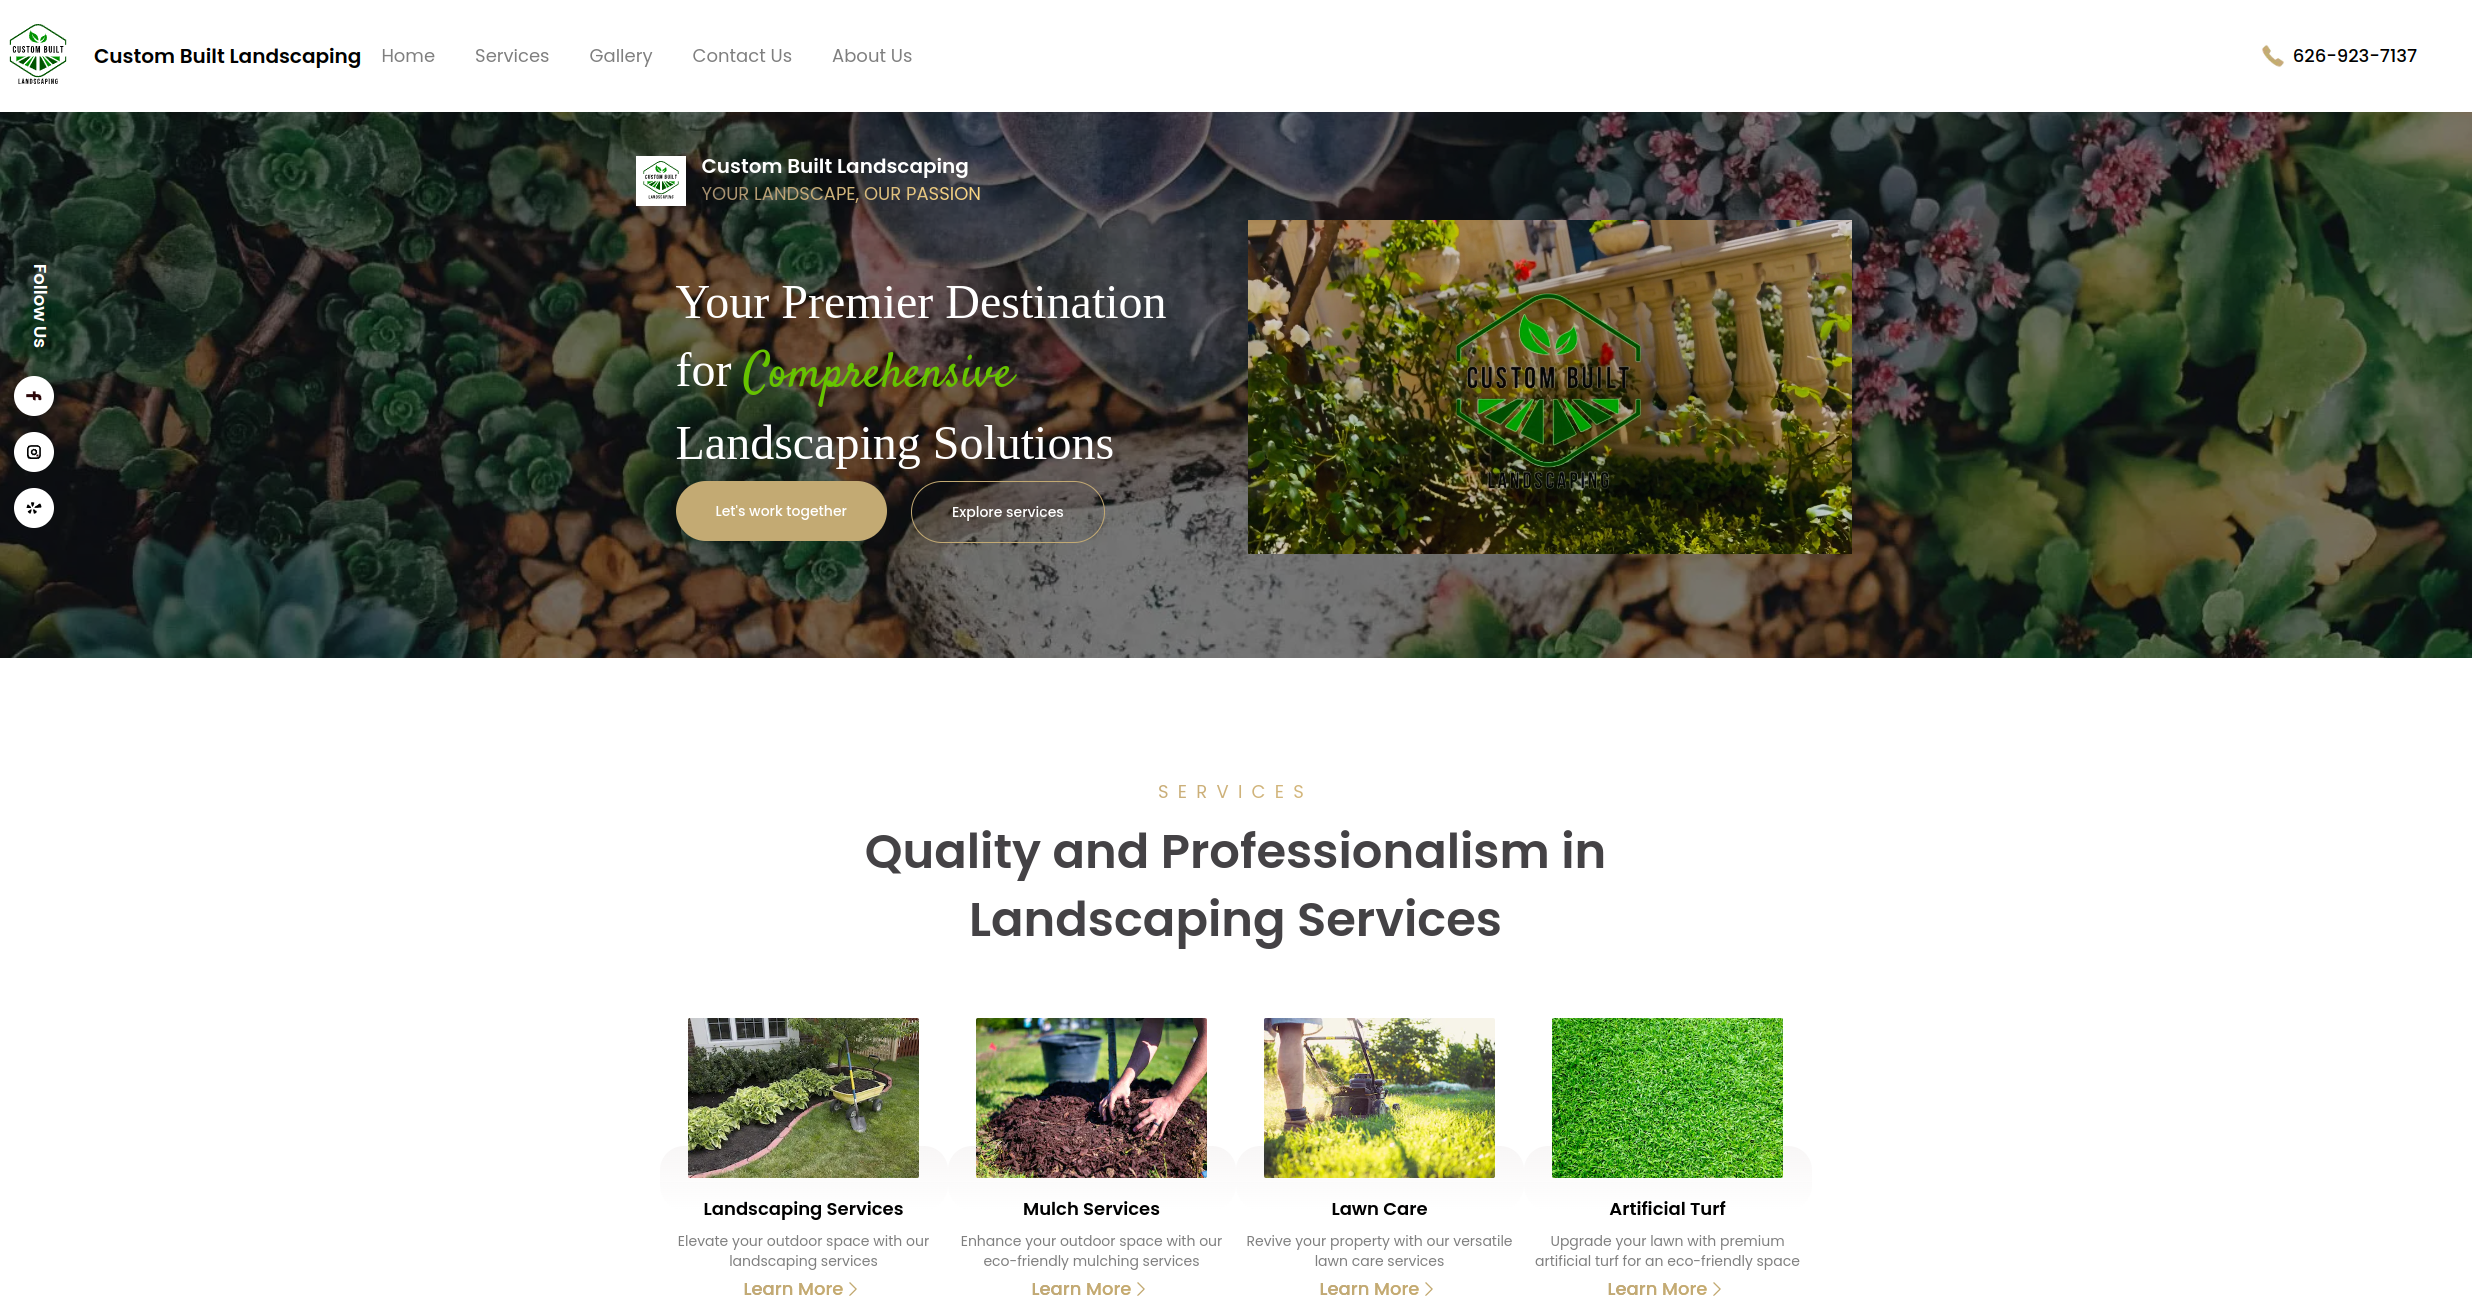 CUSTOM BUILT
LANDSCAPING
Custom Built Landscaping
Home
Services
Gallery
Contact Us
About Us
626-923-7137
CUSTOM BUILT
LANDSCAPING
Custom Built Landscaping
YOUR LANDSCAPE, OUR PASSION
Follow Us
Your Premier Destination
for Comprehensive
Landscaping Solutions
Let's work together
Explore services
CUSTOM BUILT
LANDSCAPING
SERVICES
Quality and Professionalism in
Landscaping Services
Landscaping Services
Elevate your outdoor space with our
landscaping services
Learn More
Mulch Services
Enhance your outdoor space with our
eco-friendly mulching services
Learn More
Lawn Care
Revive your property with our versatile
lawn care services
Learn More
Artificial Turf
Upgrade your lawn with premium
artificial turf for an eco-friendly space
Learn More